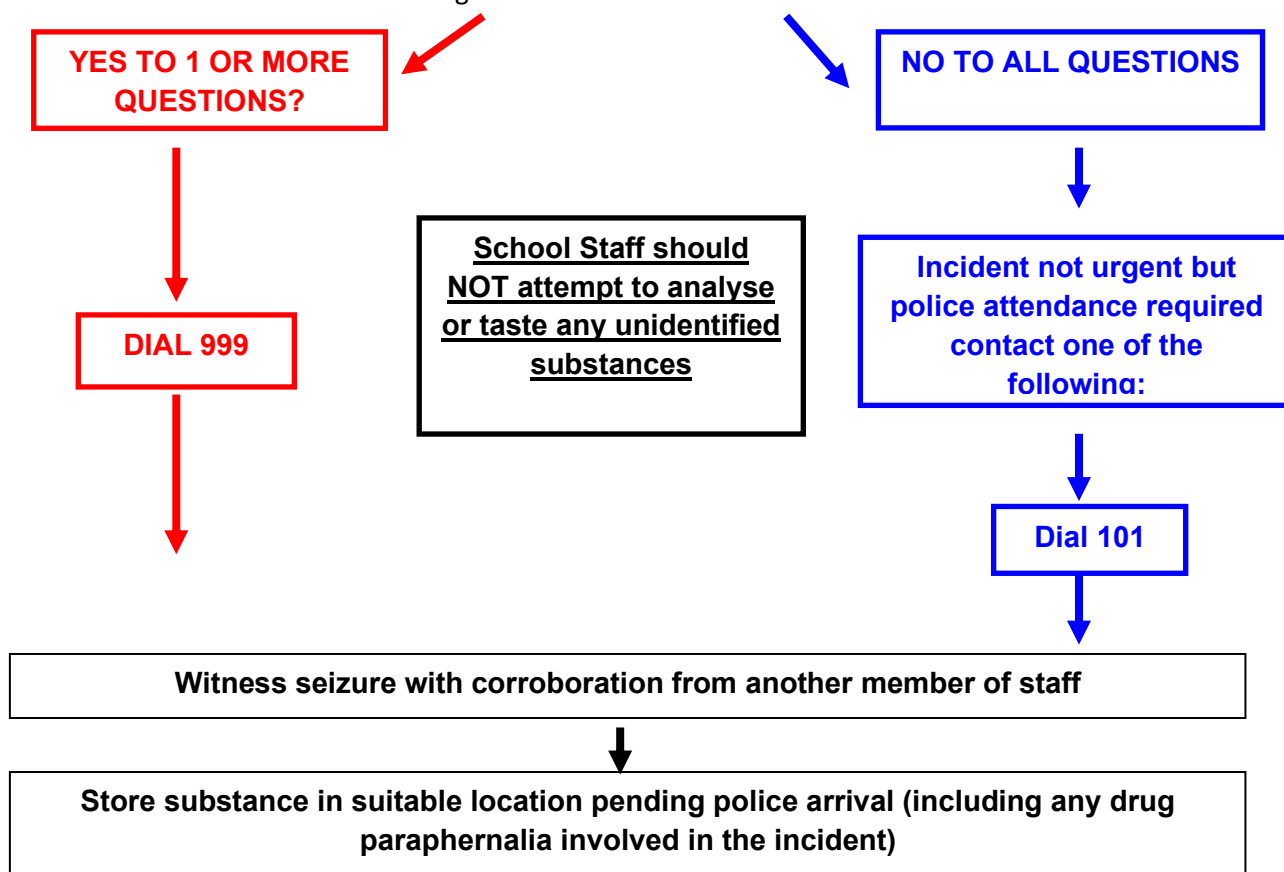 YES TO 1 OR MORE
QUESTIONS?
NO TO ALL QUESTIONS
School Staff should
NOT attempt to analyse
or taste any unidentified
substances
Incident not urgent but
police attendance required
contact one of the
following:
DIAL 999
Dial 101
Witness seizure with corroboration from another member of staff
Store substance in suitable location pending police arrival (including any drug
paraphernalia involved in the incident)